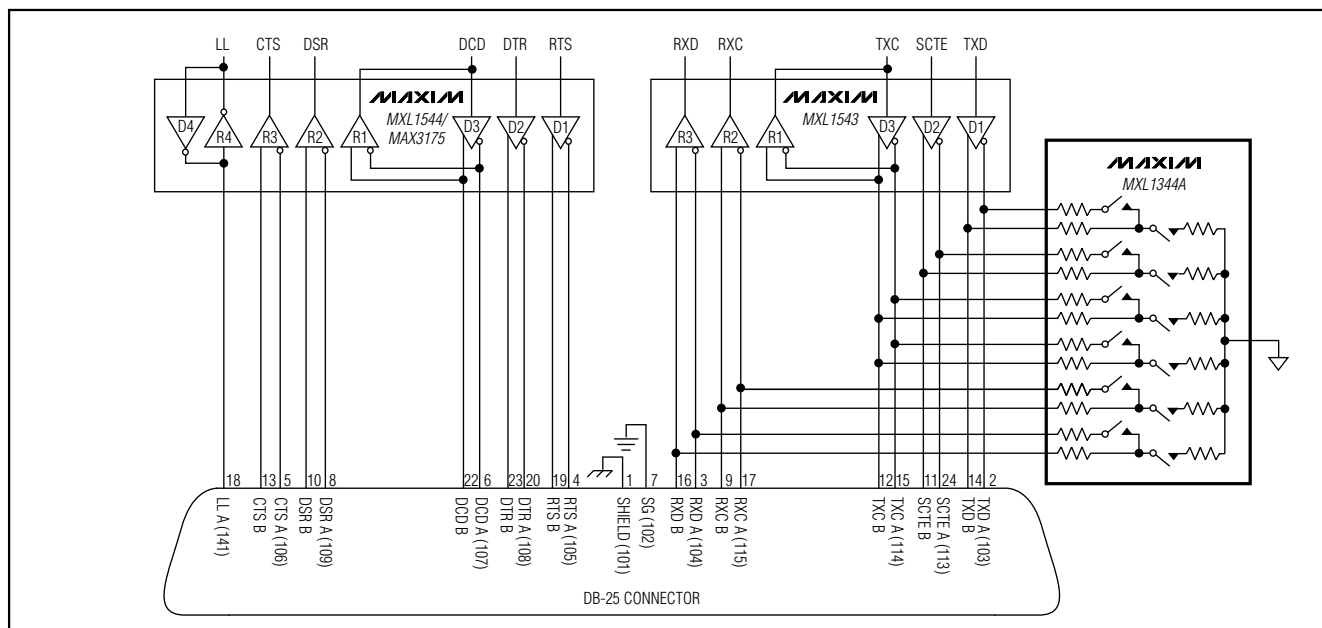 LL CTS DSR DCD DTR RTS RXD RXC TXC SCTE TXD
MAXIM
MXL1544/
MAX3175
D4 R4 R3 R2 R1 D3 D2 D1
MAXIM
MXL1543
R3 R2 R1 D3 D2 D1
MAXIM
MXL1344A
18 13 5 10 8 22 6 23 20 19 4 1 7 16 3 9 17 12 15 11 24 14 2
LL A (141)
CTS B
CTS A (106)
DSR B
DSR A (109)
DCD B
DCD A (107)
DTR B
DTR A (108)
RTS B
RTS A (105)
SHIELD (101)
SG (102)
RXD B
RXD A (104)
RXC B
RXC A (115)
TXC B
TXC A (114)
SCTE B
SCTE A (113)
TXD B
TXD A (103)
DB-25 CONNECTOR